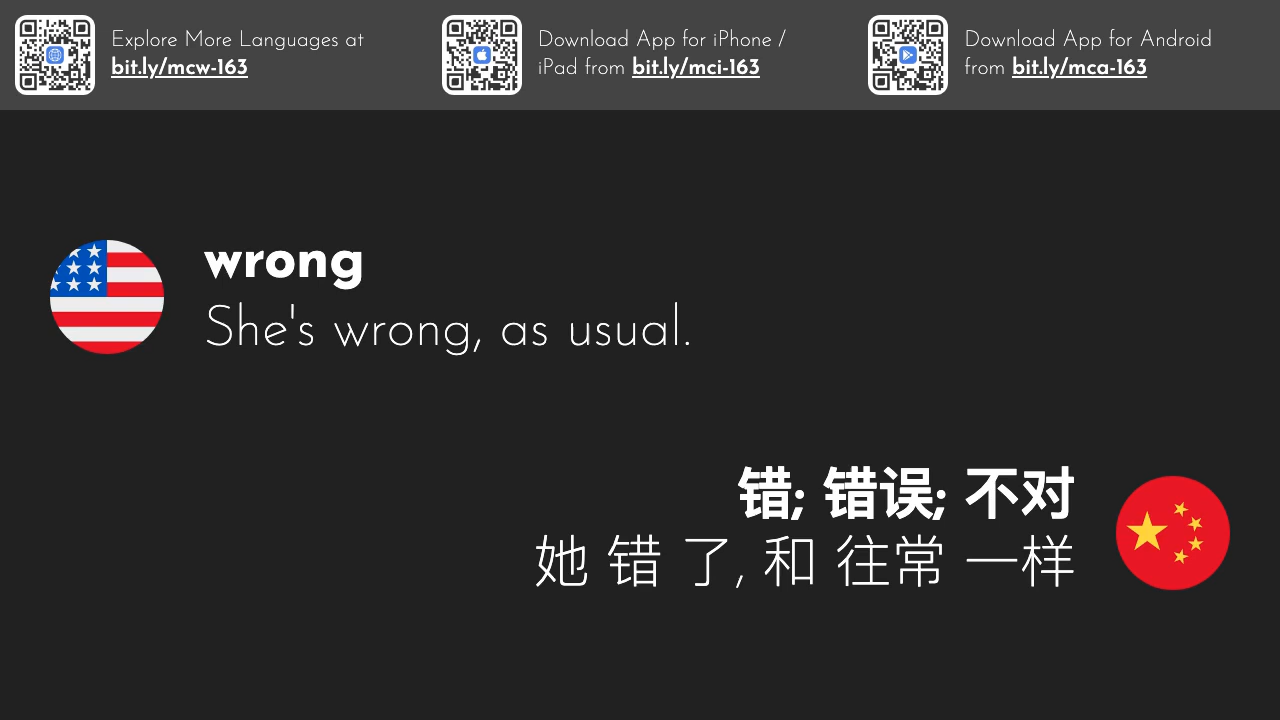 Explore More Languages at
bit.ly/mcw-163
Download App for iPhone /
iPad from bit.ly/mci-163
Download App for Android
from bit.ly/mca-163
wrong
She's wrong, as usual.
错; 错误; 不对
她 错 了, 和 往常 一样